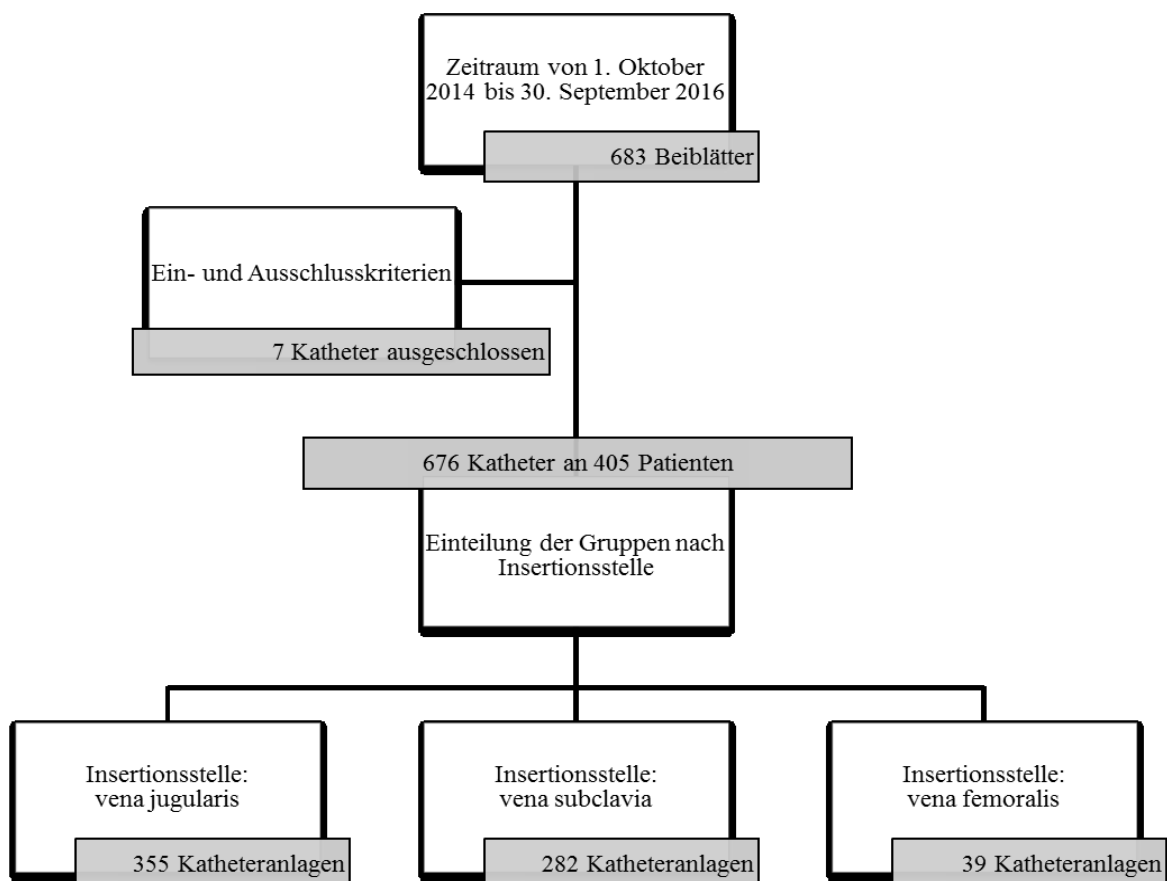 Zeitraum von 1. Oktober
2014 bis 30. September 2016
683 Beiblätter
Ein- und Ausschlusskriterien
7 Katheter ausgeschlossen
676 Katheter an 405 Patienten
Einteilung der Gruppen nach
Insertionsstelle
Insertionsstelle:
vena jugularis
355 Katheteranlagen
Insertionsstelle:
vena subclavia
282 Katheteranlagen
Insertionsstelle:
vena femoralis
39 Katheteranlagen